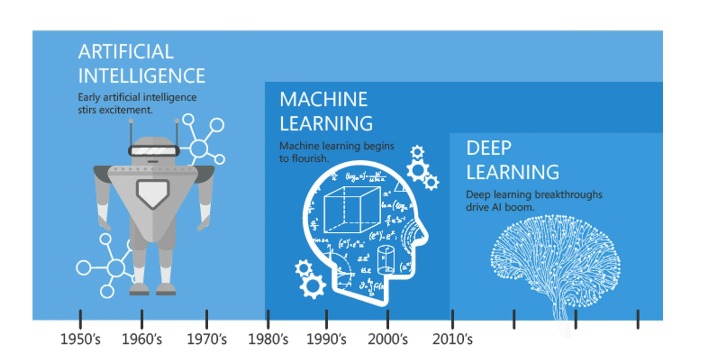 ARTIFICIAL
INTELLIGENCE
Early artificial intelligence
stirs excitement.
MACHINE
LEARNING
Machine learning begins
to flourish.
DEEP
LEARNING
Deep learning breakthroughs
drive AI boom.
1950's 1960's 1970's 1980's 1990's 2000's 2010's